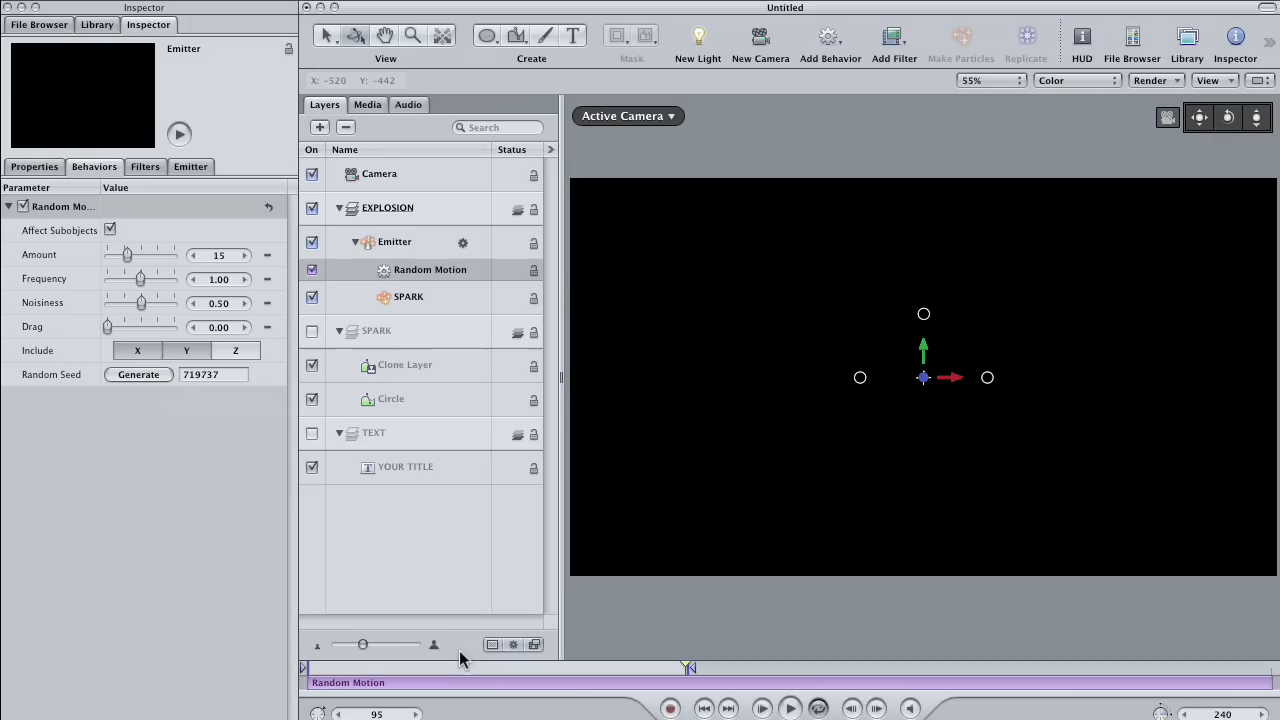 Inspector
Untitled
File Browser
Library
Inspector
Emitter
View
Create
Mask
New Light
New Camera
Add Behavior
Add Filter
Make Particles
Replicate
HUD
File Browser
Library
Inspector
X: -520 Y: -442
55%
Color
Render
View
Layers
Media
Audio
Active Camera
Search
On
Name
Status
Properties
Behaviors
Filters
Emitter
Parameter
Value
Random Mo...
Affect Subobjects
Amount
15
Frequency
1.00
Noisiness
0.50
Drag
0.00
Include
X
Y
Z
Random Seed
Generate
719737
Camera
EXPLOSION
Emitter
Random Motion
SPARK
SPARK
Clone Layer
Circle
TEXT
YOUR TITLE
Random Motion
95
240